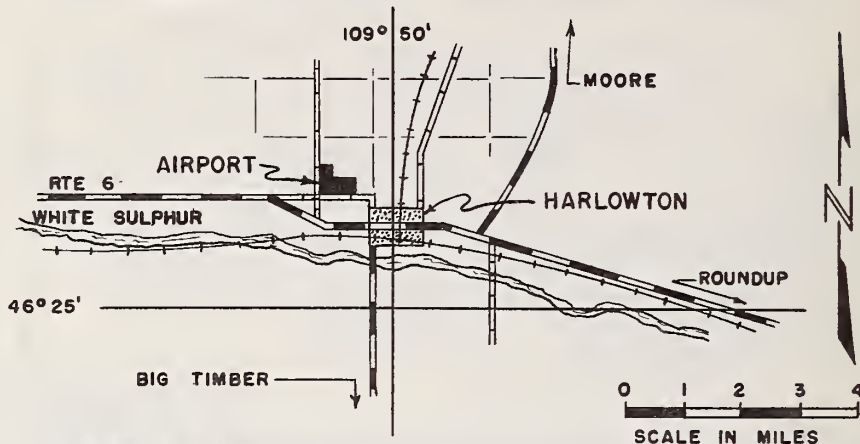 109° 50'
MOORE
AIRPORT
RTE 6
HARLOWTON
WHITE SULPHUR
ROUNDUP
46° 25'
BIG TIMBER
N
0 1 2 3 4
SCALE IN MILES